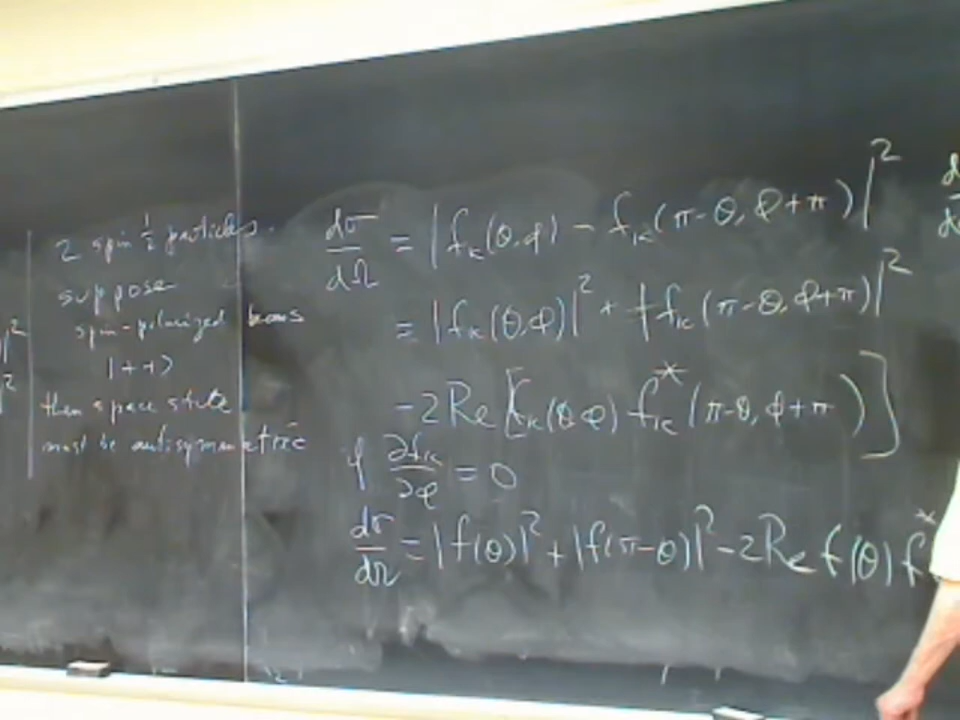 2 spin 1/2 particles.
suppose
spin-polarized beams
|++>
then space state
must be antisymmetric
dσ/dΩ = |f_k(θ,φ) - f_k(π-θ, φ+π)|^2
= |f_k(θ,φ)|^2 + |f_k(π-θ, φ+π)|^2
-2Re[f_k(θ,φ) f_k^*(π-θ, φ+π)]
if ∂f_k/∂φ = 0
dσ/dΩ = |f(θ)|^2 + |f(π-θ)|^2 - 2Re f(θ) f^*